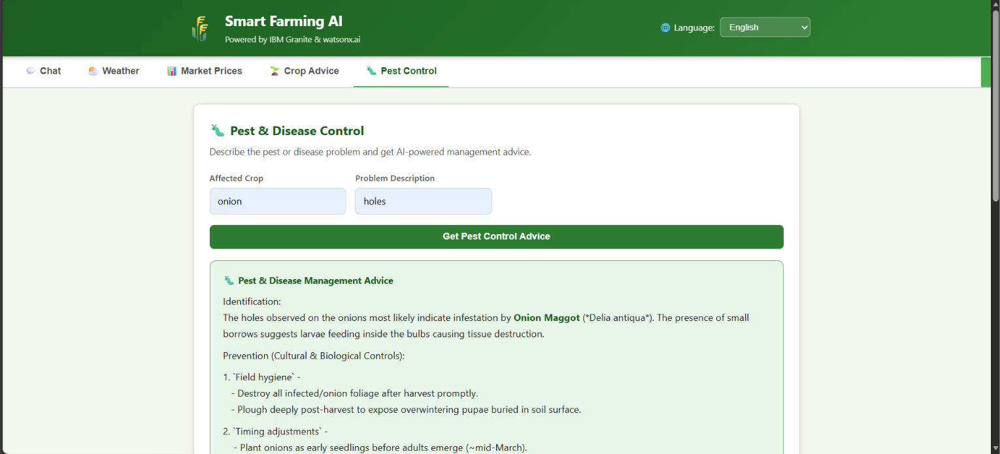 Smart Farming AI
Powered by IBM Granite & watsonx.ai
Language: English
Chat Weather Market Prices Crop Advice Pest Control
Pest & Disease Control
Describe the pest or disease problem and get AI-powered management advice.
Affected Crop Problem Description
onion holes
Get Pest Control Advice
Pest & Disease Management Advice
Identification:
The holes observed on the onions most likely indicate infestation by Onion Maggot (*Delia antiqua*). The presence of small
borrows suggests larvae feeding inside the bulbs causing tissue destruction.
Prevention (Cultural & Biological Controls):
1. `Field hygiene` -
- Destroy all infected/onion foliage after harvest promptly.
- Plough deeply post-harvest to expose overwintering pupae buried in soil surface.
2. `Timing adjustments` -
- Plant onions as early seedlings before adults emerge (~mid-March).